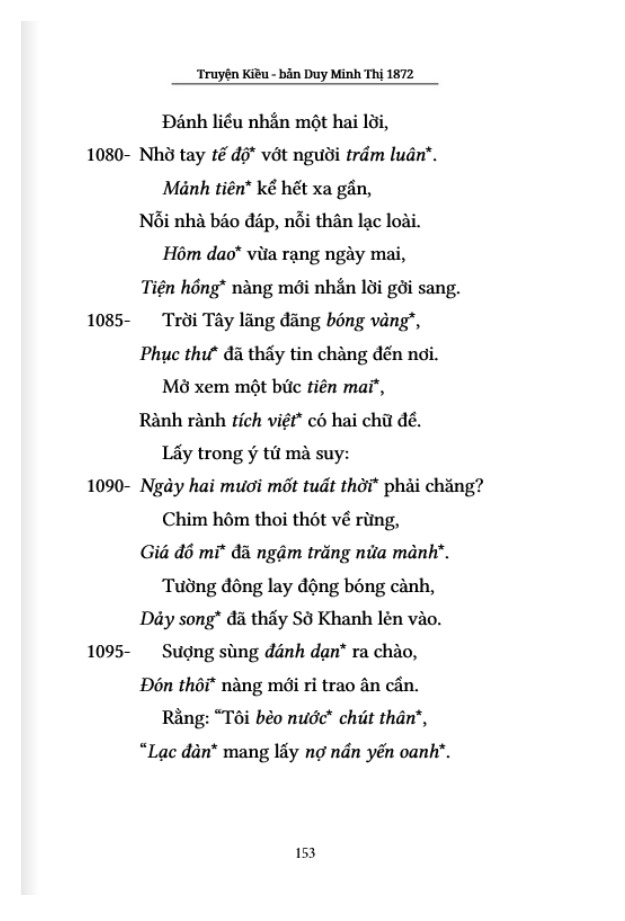 Truyện Kiều - bản Duy Minh Thị 1872
Đánh liều nhắn một hai lời,
1080- Nhờ tay tế độ* vớt người trầm luân*.
Mảnh tiên* kể hết xa gần,
Nỗi nhà báo đáp, nỗi thân lạc loài.
Hôm dao* vừa rạng ngày mai,
Tiện hồng* nàng mới nhắn lời gởi sang.
1085- Trời Tây lãng đãng bóng vàng*,
Phục thư* đã thấy tin chàng đến nơi.
Mở xem một bức tiên mai*,
Rành rành tích việt* có hai chữ đề.
Lấy trong ý tứ mà suy:
1090- Ngày hai mươi mốt tuất thời* phải chăng?
Chim hôm thoi thót về rừng,
Giá đồ mi* đã ngậm trăng nửa mành*.
Tường đông lay động bóng cành,
Dảy song* đã thấy Sở Khanh lẻn vào.
1095- Sượng sùng đánh dạn* ra chào,
Đón thôi* nàng mới rỉ trao ân cần.
Rằng: “Tôi bèo nước* chút thân*,
“Lạc đàn* mang lấy nợ nần yến oanh*.
153